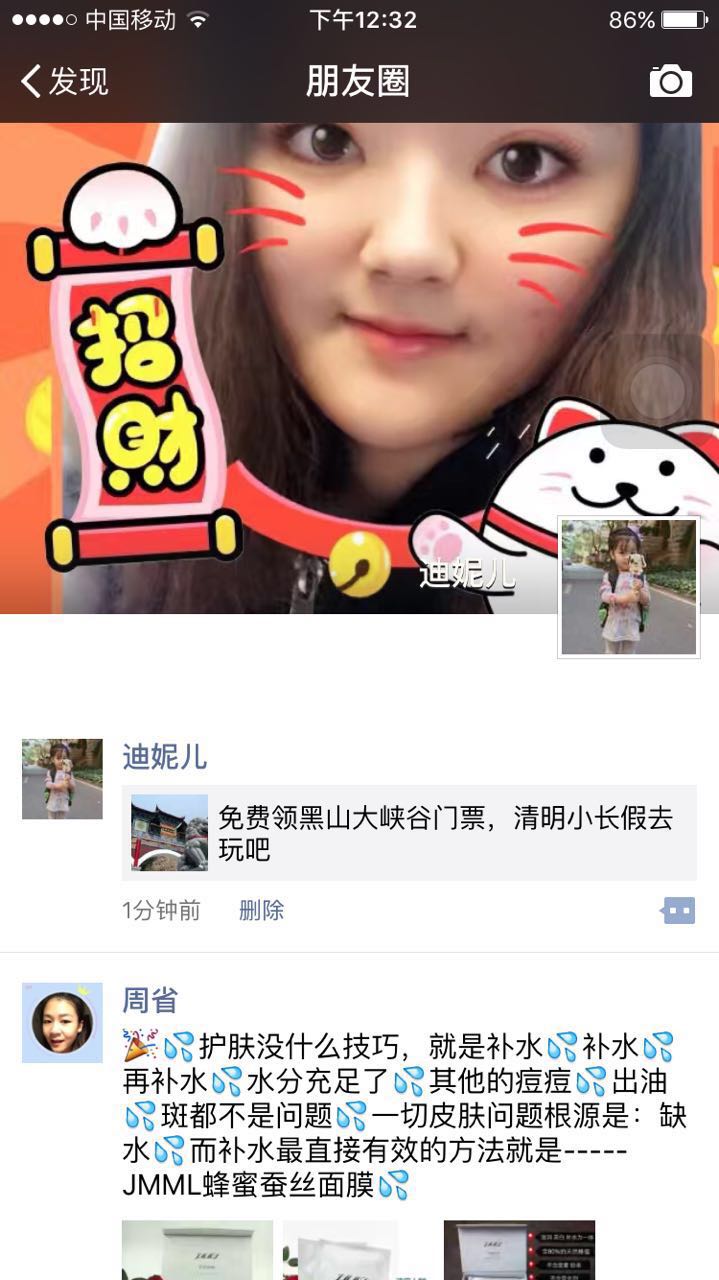 中国移动
下午12:32
86%
发现
朋友圈
招
财
迪妮儿
迪妮儿
免费领黑山大峡谷门票，清明小长假去
玩吧
1分钟前
删除
周省
🎉💦护肤没什么技巧，就是补水💦补水💦
再补水💦水分充足了💦其他的痘痘💦出油
💦斑都不是问题💦一切皮肤问题根源是：缺
水💦而补水最直接有效的方法就是-----
JMML蜂蜜蚕丝面膜💦